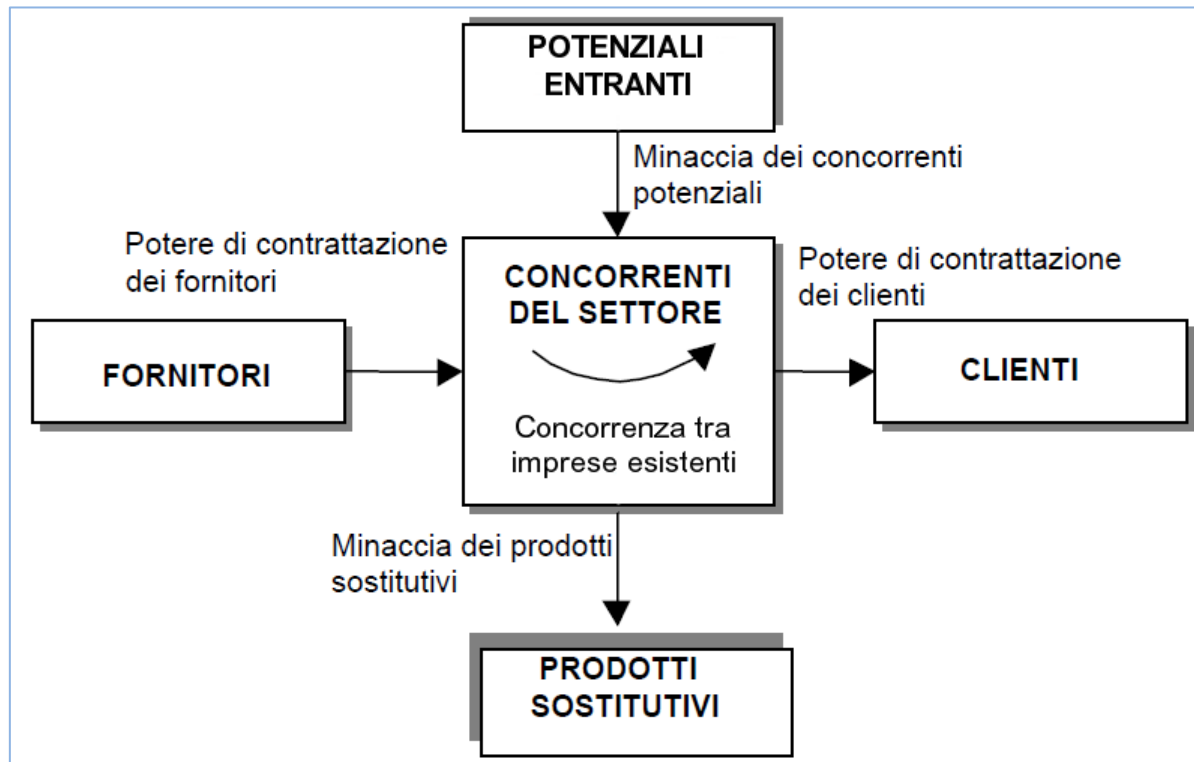 POTENZIALI
ENTRANTI
Minaccia dei concorrenti
potenziali
Potere di contrattazione
dei fornitori
FORNITORI
CONCORRENTI
DEL SETTORE
Concorrenza tra
imprese esistenti
Potere di contrattazione
dei clienti
CLIENTI
Minaccia dei prodotti
sostitutivi
PRODOTTI
SOSTITUTIVI